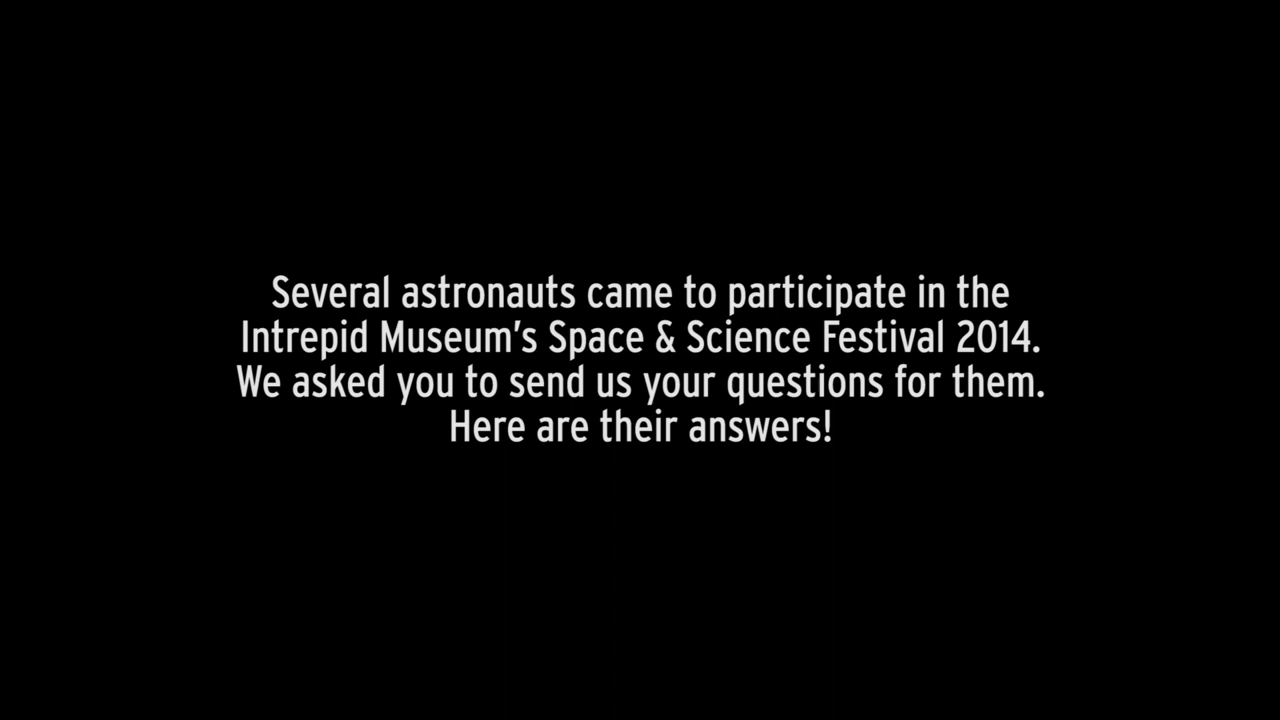 Several astronauts came to participate in the
Intrepid Museum's Space & Science Festival 2014.
We asked you to send us your questions for them.
Here are their answers!